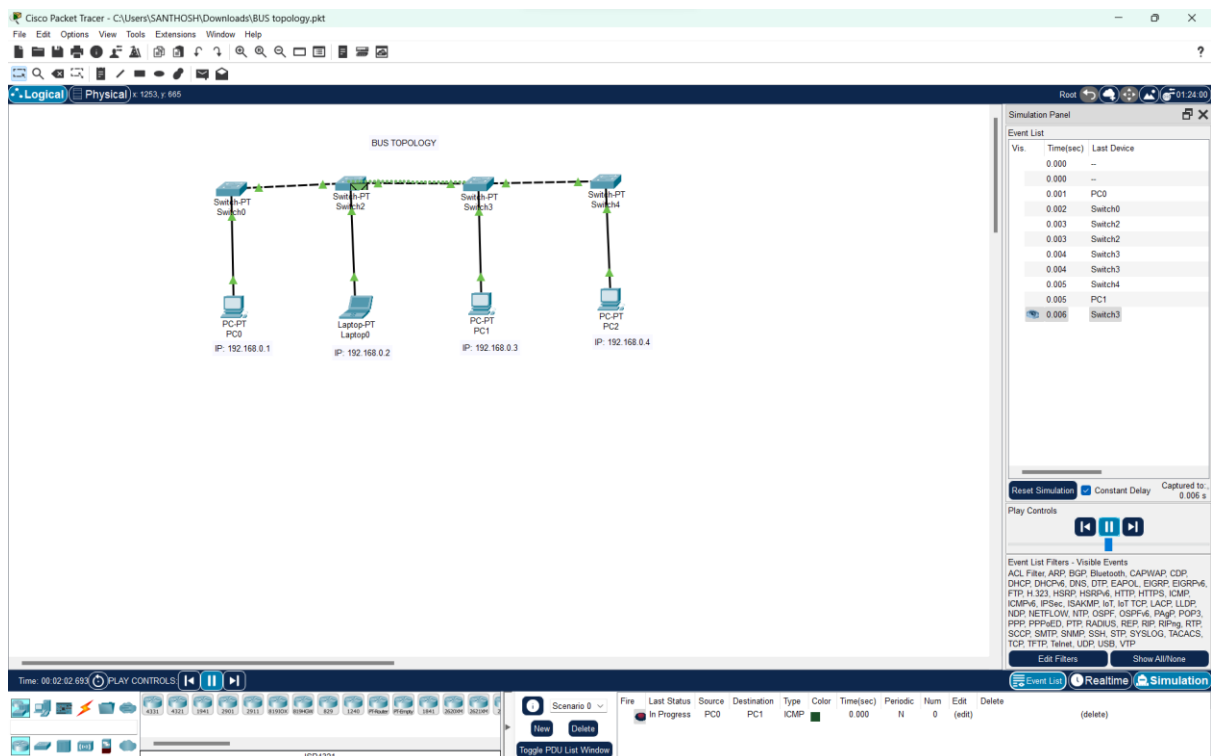 Cisco Packet Tracer - C:\Users\SANTHOSH\Downloads\BUS topology.pkt
File Edit Options View Tools Extensions Window Help
?
Logical Physical x: 1253, y: 665 Root 01:24:00
Simulation Panel
Event List
Vis. Time(sec) Last Device
0.000 --
0.000 --
0.001 PC0
0.002 Switch0
0.003 Switch2
0.003 Switch2
0.004 Switch3
0.004 Switch3
0.005 Switch4
0.005 PC1
0.006 Switch3
BUS TOPOLOGY
Switch-PT
Switch0
Switch-PT
Switch2
Switch-PT
Switch3
Switch-PT
Switch4
PC-PT
PC0
IP: 192.168.0.1
Laptop-PT
Laptop0
IP: 192.168.0.2
PC-PT
PC1
IP: 192.168.0.3
PC-PT
PC2
IP: 192.168.0.4
Reset Simulation Constant Delay Captured to:..
0.006 s
Play Controls
Event List Filters - Visible Events
ACL Filter, ARP, BGP, Bluetooth, CAPWAP, CDP,
DHCP, DHCPv6, DNS, DTP, EAPOL, EIGRP, EIGRPv6,
FTP, H.323, HSRP, HSRPv6, HTTP, HTTPS, ICMP,
ICMPv6, IPSec, ISAKMP, IoT, IoT TCP, LACP, LLDP,
NDP, NETFLOW, NTP, OSPF, OSPFv6, PAgP, POP3,
PPP, PPPoED, PTP, RADIUS, REP, RIP, RIPng, RTP,
SCCP, SMTP, SNMP, SSH, STP, SYSLOG, TACACS,
TCP, TFTP, Telnet, UDP, USB, VTP
Edit Filters Show All/None
Time: 00:02:02.693 PLAY CONTROLS:
Event List Realtime Simulation
4331 4321 1941 2901 2911 819IOX 819HGW 829 1240 PT-Router PT-Empty 1841 2620XM 2621XM
Scenario 0
New Delete
Toggle PDU List Window
Fire Last Status Source Destination Type Color Time(sec) Periodic Num Edit Delete
In Progress PC0 PC1 ICMP 0.000 N 0 (edit) (delete)